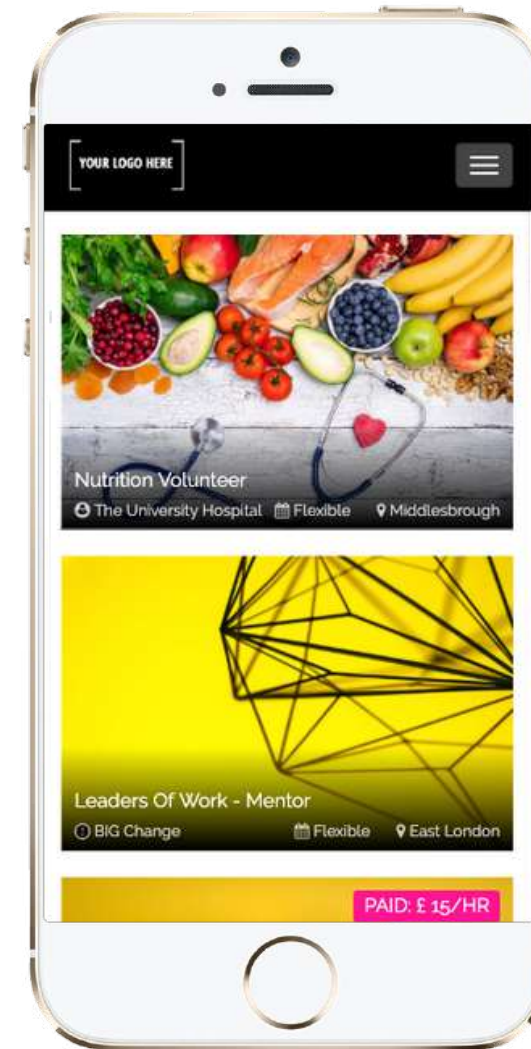 YOUR LOGO HERE
Nutrition Volunteer
The University Hospital Flexible Middlesbrough
Leaders Of Work - Mentor
BIG Change Flexible East London
PAID: £ 15/HR